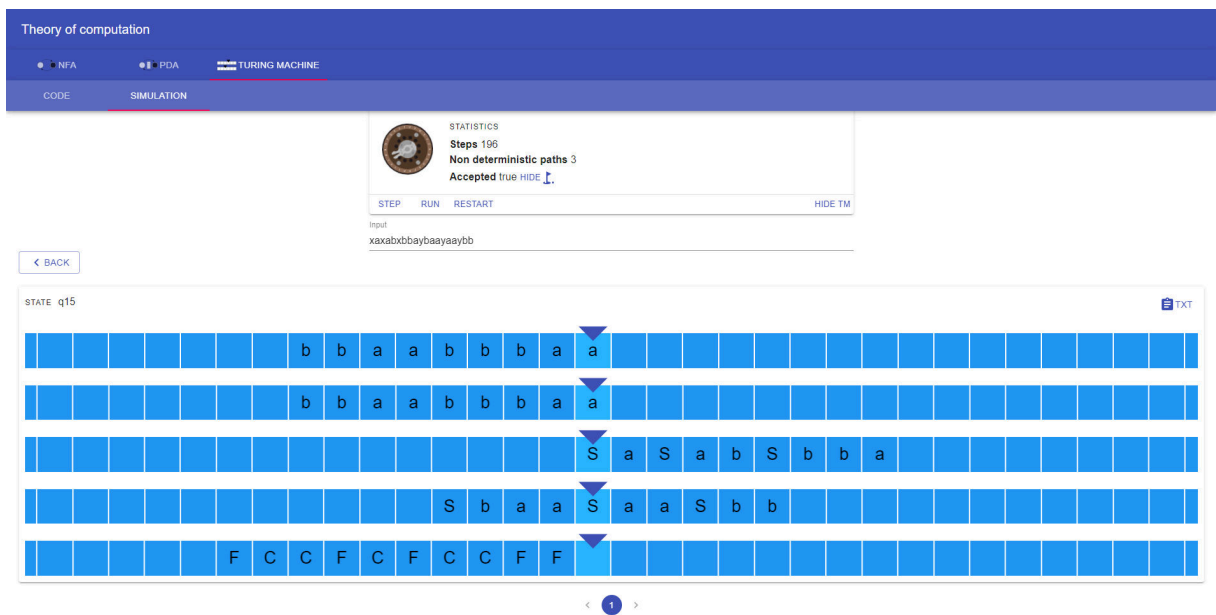 Theory of computation
NFA PDA TURING MACHINE
CODE SIMULATION
STATISTICS
Steps 196
Non deterministic paths 3
Accepted true HIDE
STEP RUN RESTART HIDE TM
Input
xaxabxbbaybaayaaybb
BACK
STATE q15 TXT
b b a a b b b b a a
b b a a b b b b a a
S a S a b S b b a
S b a a S a a S b b
F C C F C F C C F F
1